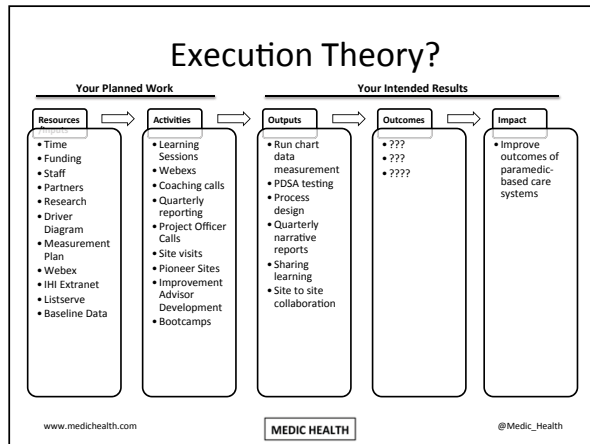 Execution Theory?
Your Planned Work
Your Intended Results
Resources
/Inputs
• Time
• Funding
• Staff
• Partners
• Research
• Driver
Diagram
• Measurement
Plan
• Webex
• IHI Extranet
• Listserve
• Baseline Data
Activities
• Learning
Sessions
• Webexs
• Coaching calls
• Quarterly
reporting
• Project Officer
Calls
• Site visits
• Pioneer Sites
• Improvement
Advisor
Development
• Bootcamps
Outputs
• Run chart
data
measurement
• PDSA testing
• Process
design
• Quarterly
narrative
reports
• Sharing
learning
• Site to site
collaboration
Outcomes
• ???
• ???
• ????
Impact
• Improve
outcomes of
paramedic-
based care
systems
www.medichealth.com
MEDIC HEALTH
@Medic_Health